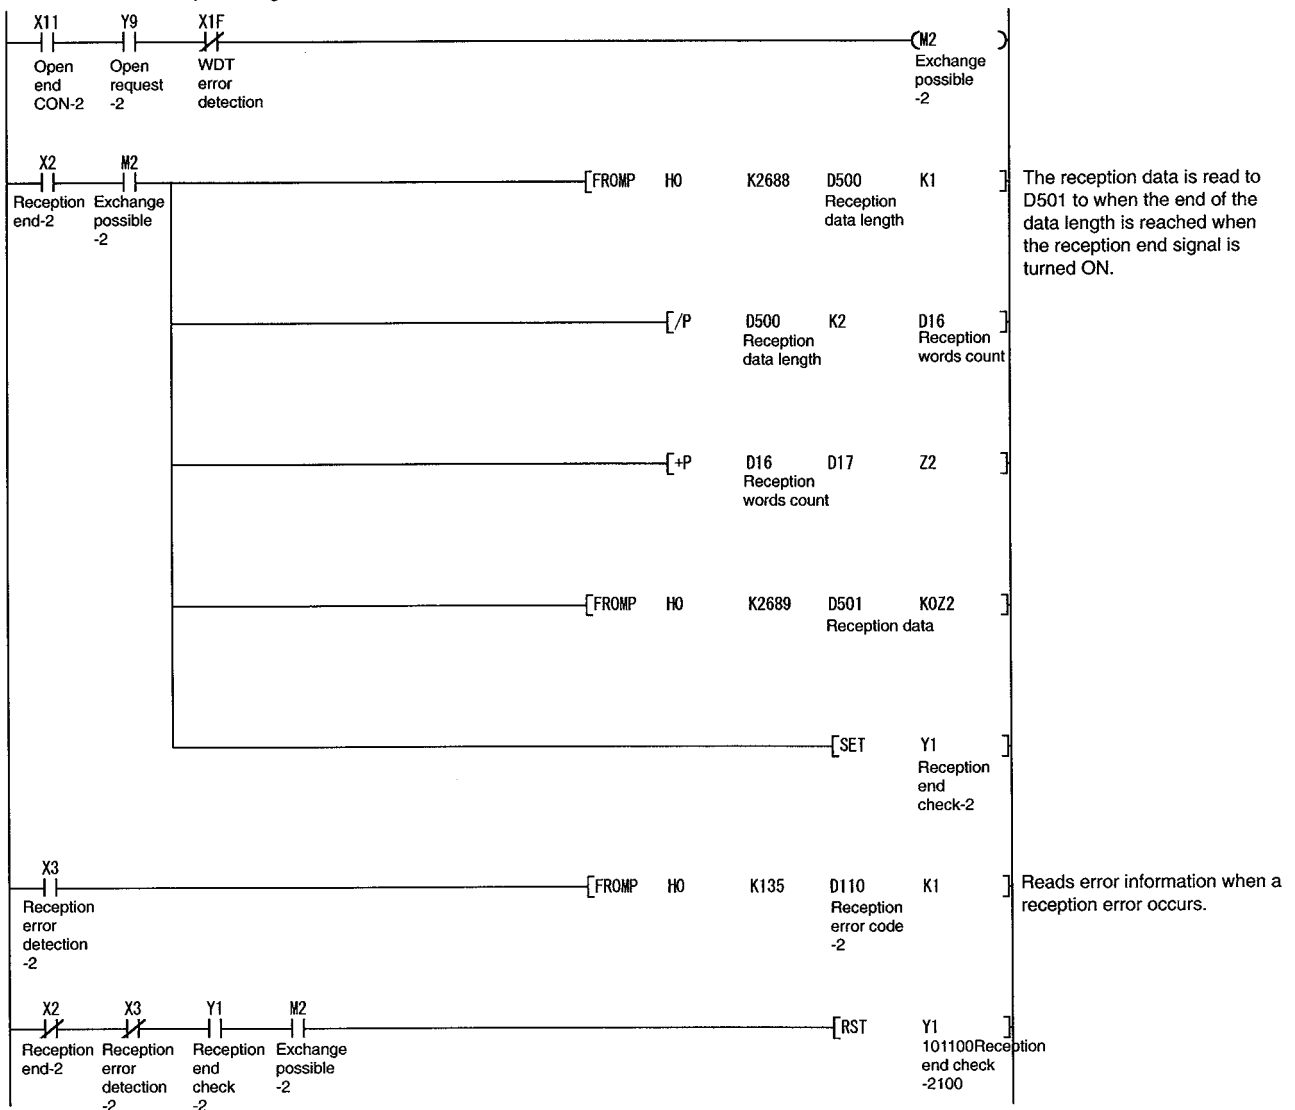 X11 Y9 X1F (M2 )
Open end CON-2 Open request -2 WDT error detection Exchange possible -2
X2 M2 [FROMP H0 K2688 D500 K1 ]
Reception end-2 Exchange possible -2 Reception data length
The reception data is read to
D501 to when the end of the
data length is reached when
the reception end signal is
turned ON.
[/P D500 K2 D16 ]
Reception data length Reception words count
[+P D16 D17 Z2 ]
Reception words count
[FROMP H0 K2689 D501 K0Z2 ]
Reception data
[SET Y1 ]
Reception end check-2
X3 [FROMP H0 K135 D110 K1 ]
Reception error detection -2 Reception error code -2
Reads error information when a
reception error occurs.
X2 X3 Y1 M2 [RST Y1 ]
Reception end-2 Reception error detection -2 Reception end check -2 Exchange possible -2 101100Reception end check -2100